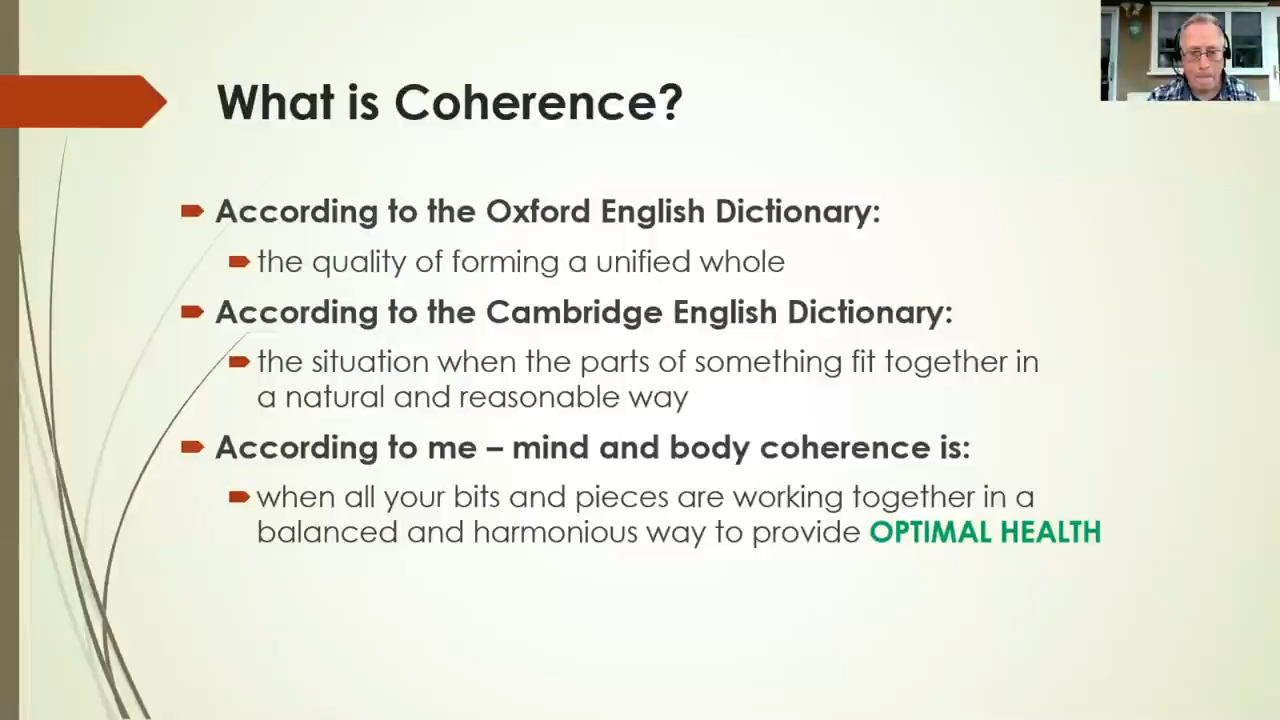 What is Coherence?
According to the Oxford English Dictionary:
the quality of forming a unified whole
According to the Cambridge English Dictionary:
the situation when the parts of something fit together in
a natural and reasonable way
According to me – mind and body coherence is:
when all your bits and pieces are working together in a
balanced and harmonious way to provide OPTIMAL HEALTH